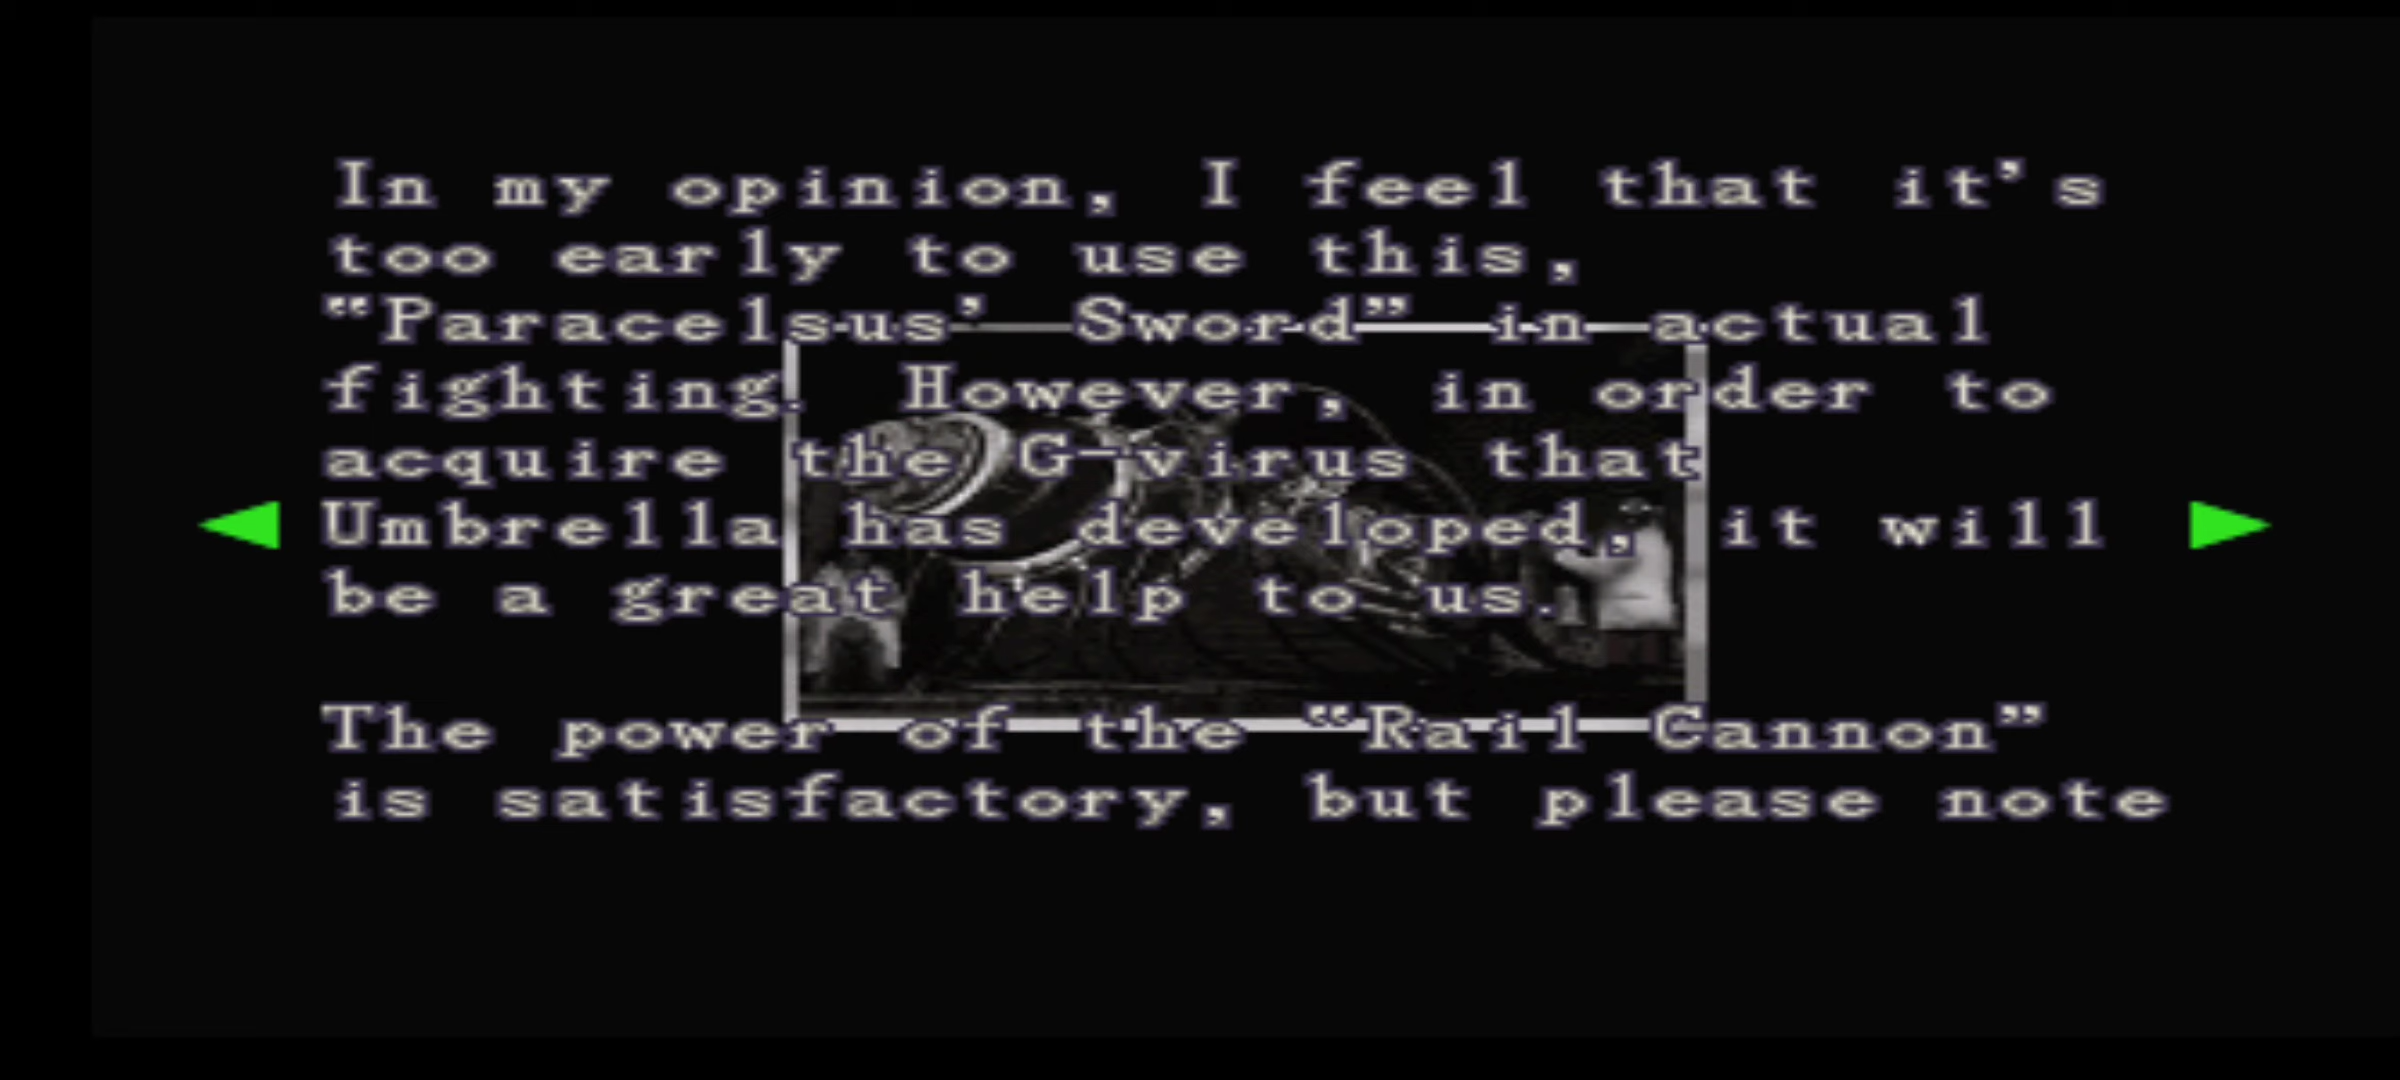 In my opinion, I feel that it’s
too early to use this,
“Paracelsus’ Sword” in actual
fighting. However, in order to
acquire the G-virus that
Umbrella has developed, it will
be a great help to us.
The power of the “Rail Cannon”
is satisfactory, but please note